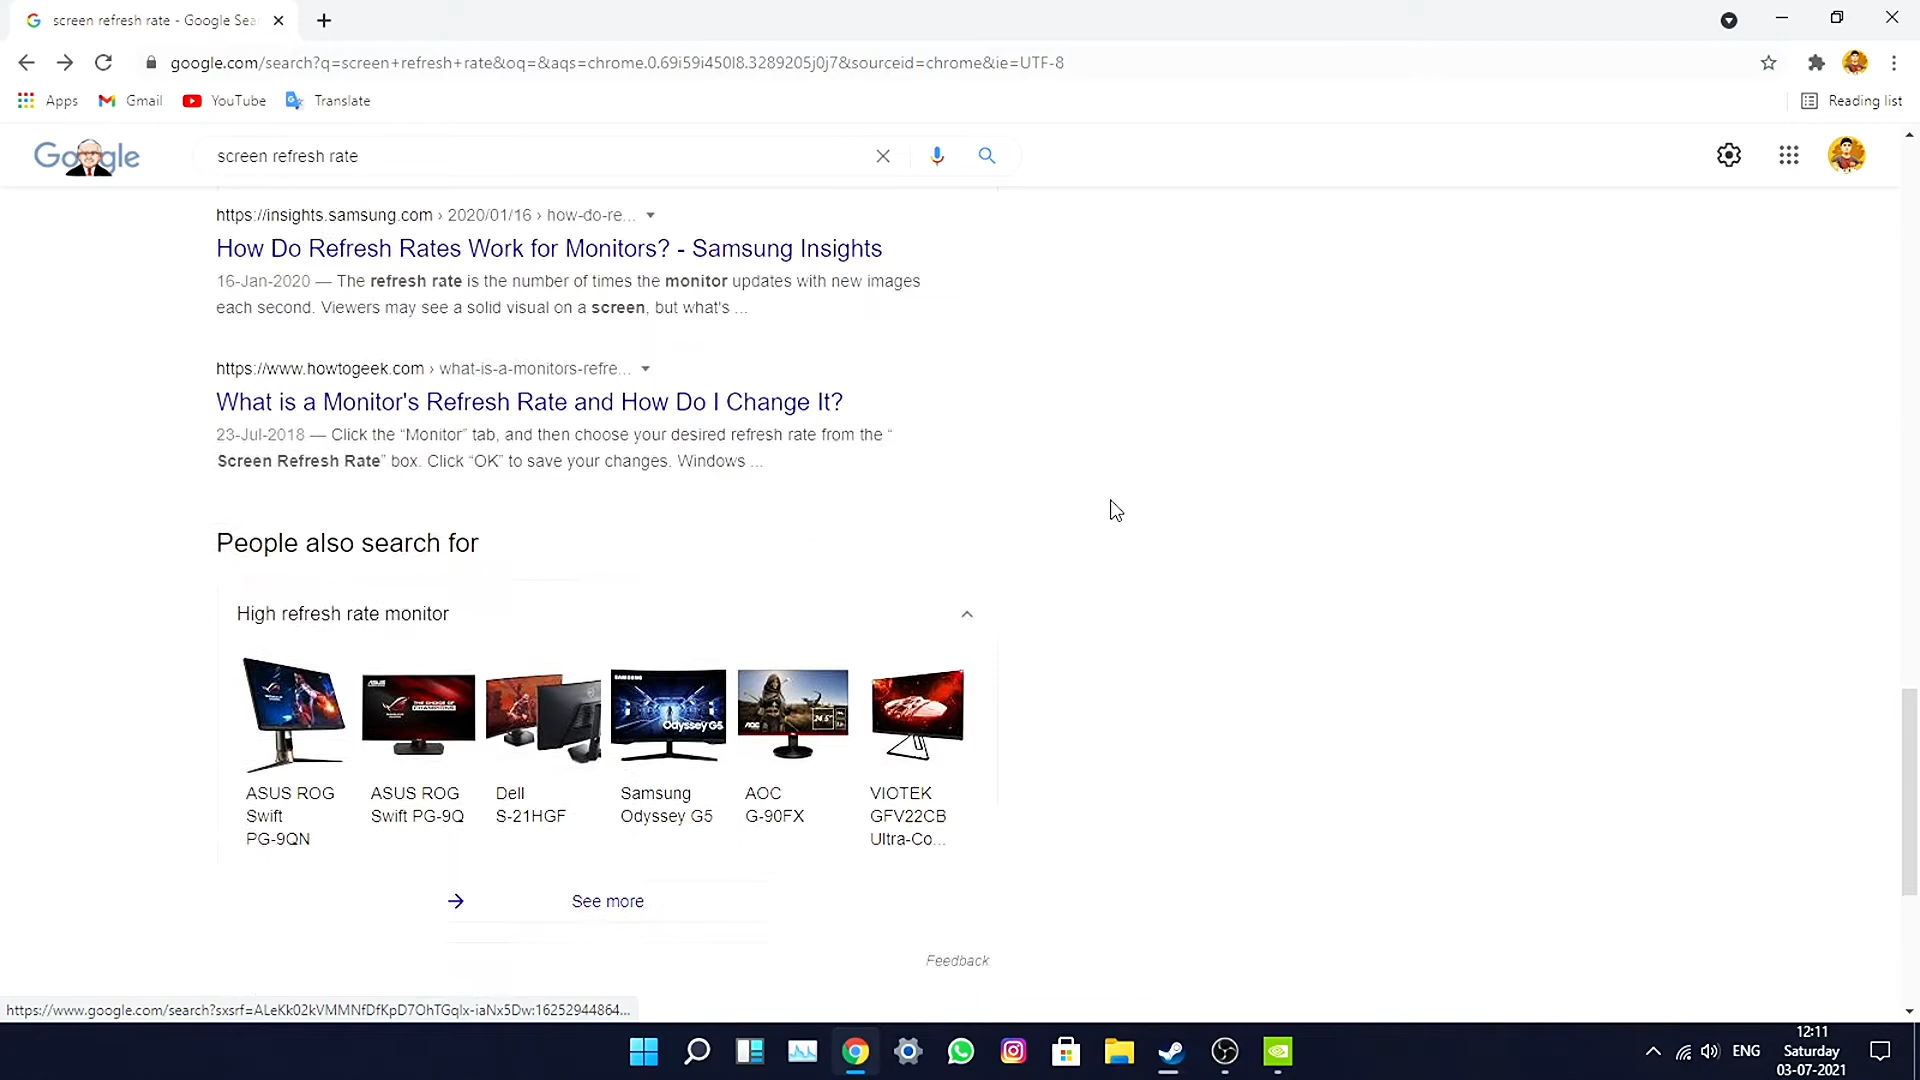 screen refresh rate - Google Sea
google.com/search?q=screen+refresh+rate&oq=&aqs=chrome.0.69i59i450l8.3289205j0j7&sourceid=chrome&ie=UTF-8
Apps
Gmail
YouTube
Translate
Reading list
Google
screen refresh rate
https://insights.samsung.com › 2020/01/16 › how-do-re...
How Do Refresh Rates Work for Monitors? - Samsung Insights
16-Jan-2020 — The refresh rate is the number of times the monitor updates with new images
each second. Viewers may see a solid visual on a screen, but what's ...
https://www.howtogeek.com › what-is-a-monitors-refre...
What is a Monitor's Refresh Rate and How Do I Change It?
23-Jul-2018 — Click the “Monitor” tab, and then choose your desired refresh rate from the “
Screen Refresh Rate” box. Click “OK” to save your changes. Windows ...
People also search for
High refresh rate monitor
SAMSUNG
Odyssey G5
AOC
ASUS ROG
Swift
PG-9QN
ASUS ROG
Swift PG-9Q
Dell
S-21HGF
Samsung
Odyssey G5
AOC
G-90FX
VIOTEK
GFV22CB
Ultra-Co...
See more
Feedback
https://www.google.com/search?sxsrf=ALeKk02kVMMNfDfKpD7OhTGqlx-iaNx5Dw:16252944864...
ENG
12:11
Saturday
03-07-2021